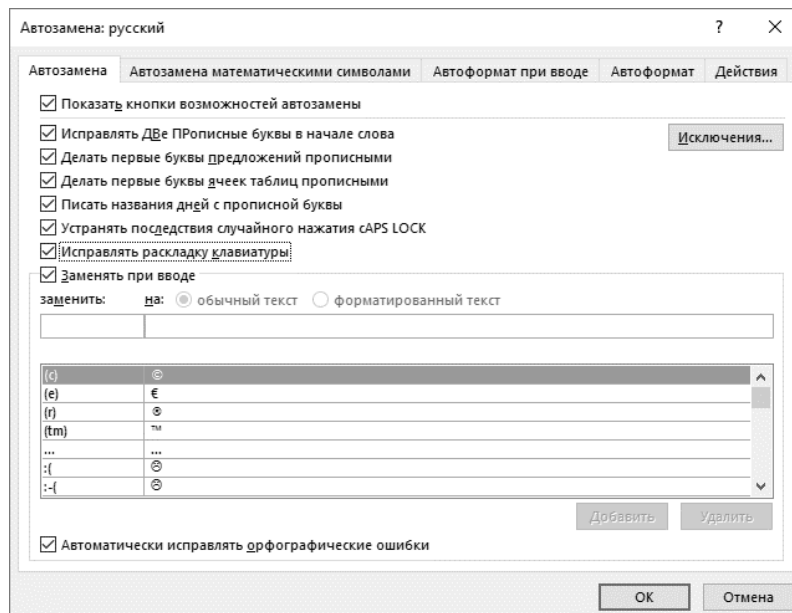 Автозамена: русский ?
Автозамена Автозамена математическими символами Автоформат при вводе Автоформат Действия
Показать кнопки возможностей автозамены
Исправлять ДВе ПРописные буквы в начале слова
Исключения...
Делать первые буквы предложений прописными
Делать первые буквы ячеек таблиц прописными
Писать названия дней с прописной буквы
Устранять последствия случайного нажатия cAPS LOCK
Исправлять раскладку клавиатуры
Заменять при вводе
заменить: на: обычный текст форматированный текст
(c) ©
(e) €
(r) ®
(tm) ™
... ...
:( ☹
:-( ☹
Добавить Удалить
Автоматически исправлять орфографические ошибки
ОК Отмена